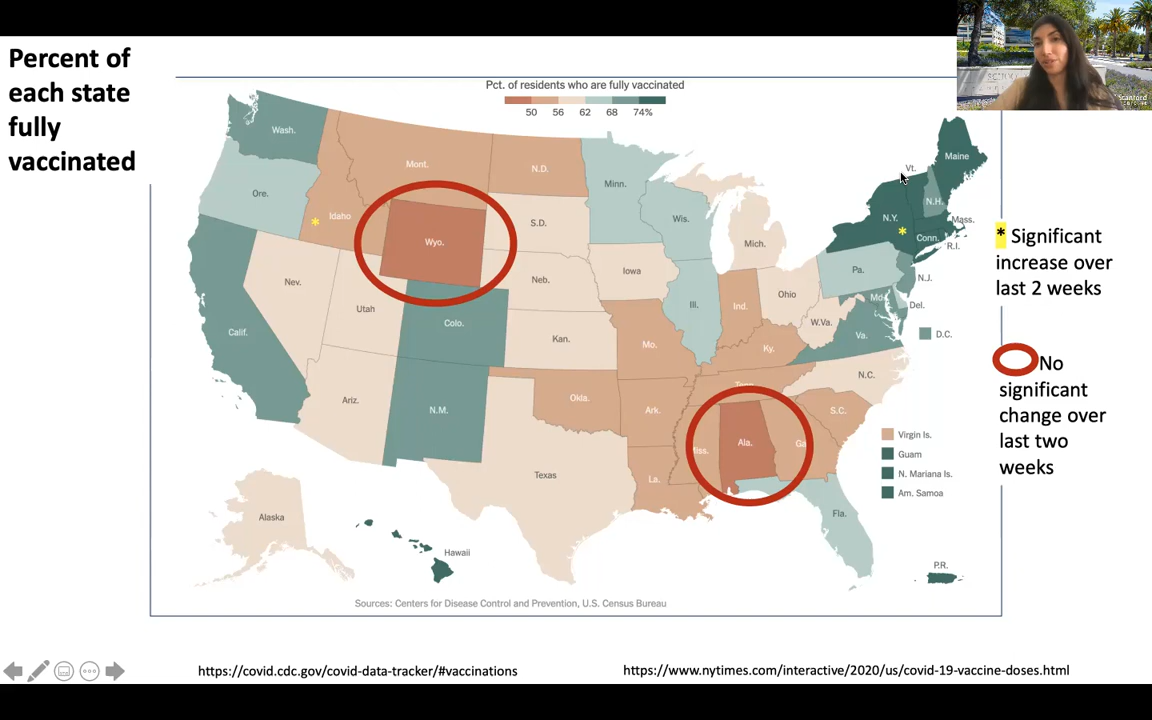 Percent of
each state
fully
vaccinated
Pct. of residents who are fully vaccinated
50 56 62 68 74%
Wash.
Mont.
N.D.
Minn.
Vt.
Maine
Ore.
Idaho
*
Wyo.
S.D.
Wis.
Mich.
N.Y.
*
N.H.
Mass.
Conn.
R.I.
Nev.
Utah
Neb.
Iowa
Ill.
Ind.
Ohio
Pa.
N.J.
Md.
Del.
W.Va.
Va.
D.C.
Calif.
Colo.
Kan.
Mo.
Ky.
N.C.
Ariz.
N.M.
Okla.
Ark.
S.C.
Texas
La.
iss.
Ala.
Ga
Fla.
Alaska
Hawaii
P.R.
Virgin Is.
Guam
N. Mariana Is.
Am. Samoa
Sources: Centers for Disease Control and Prevention, U.S. Census Bureau
* Significant
increase over
last 2 weeks
No
significant
change over
last two
weeks
https://covid.cdc.gov/covid-data-tracker/#vaccinations
https://www.nytimes.com/interactive/2020/us/covid-19-vaccine-doses.html